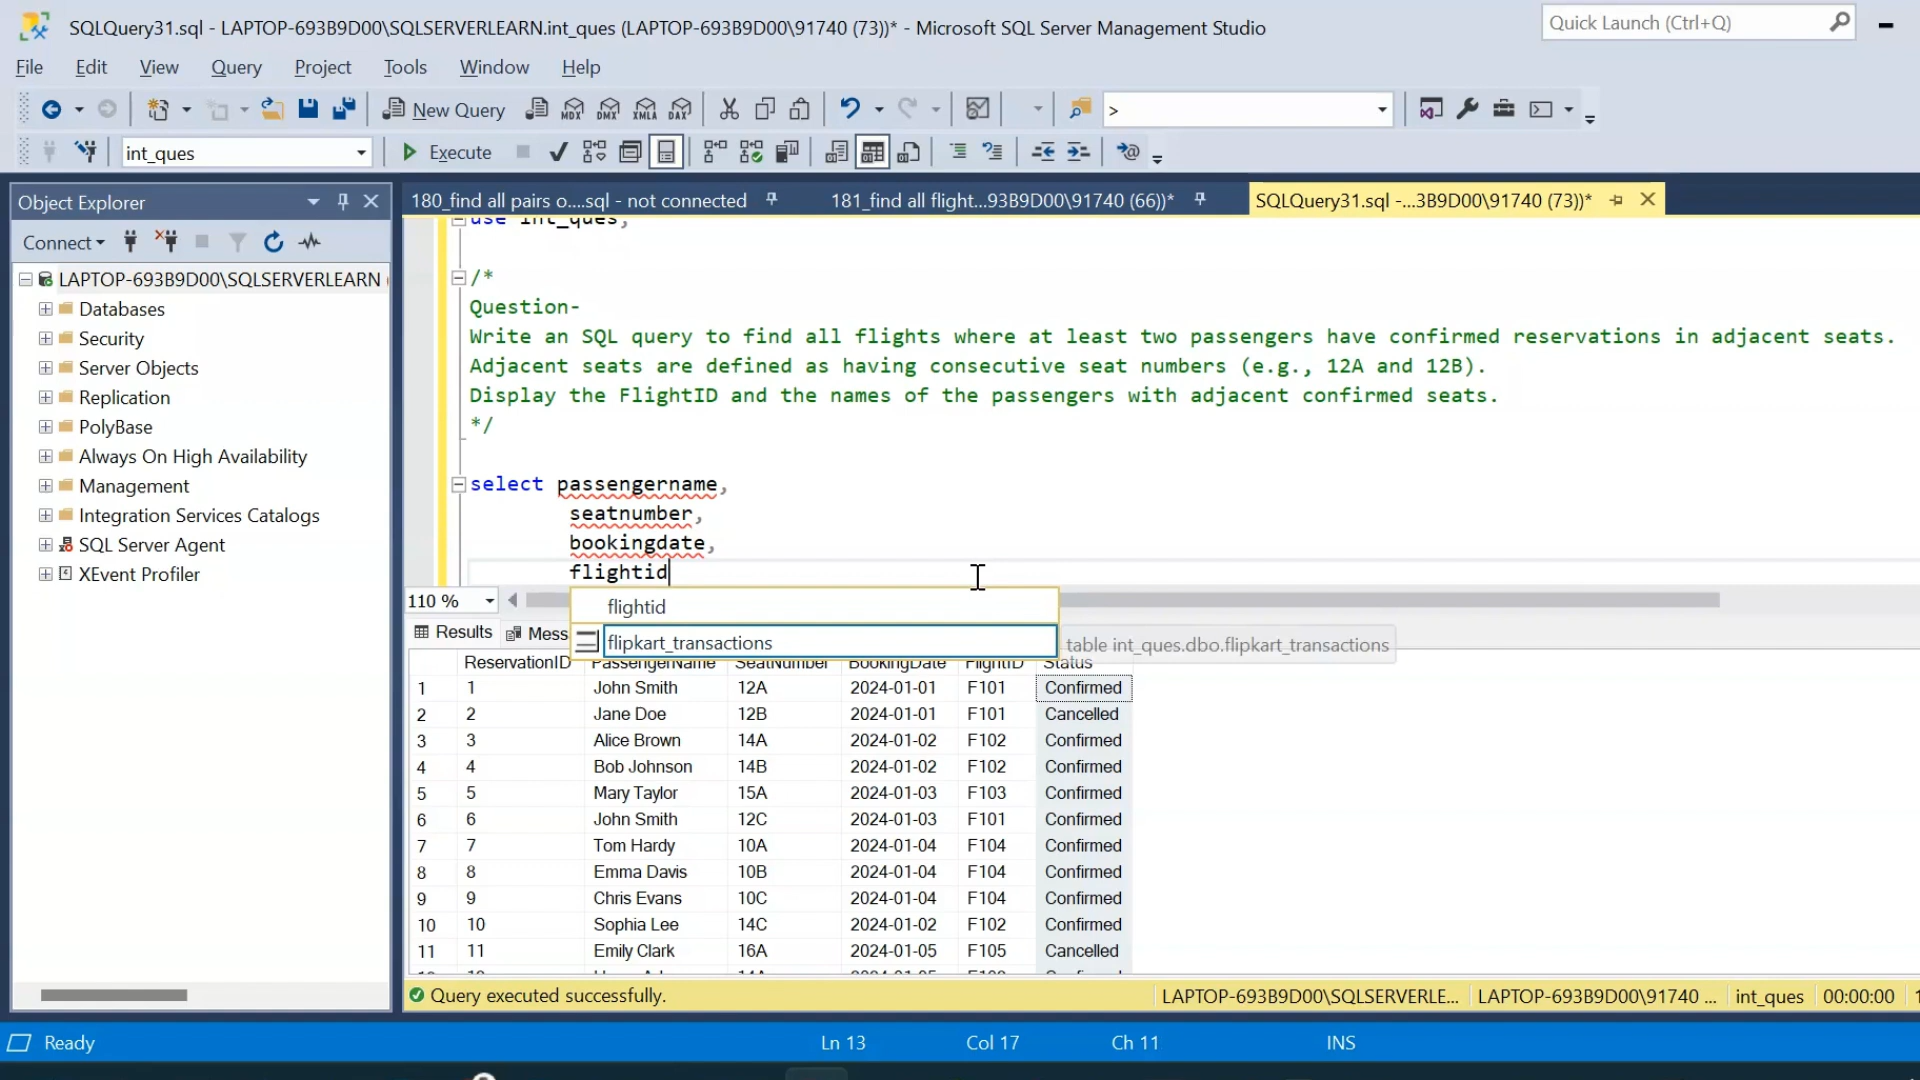 SQLQuery31.sql - LAPTOP-693B9D00\SQLSERVERLEARN.int_ques (LAPTOP-693B9D00\91740 (73))* - Microsoft SQL Server Management Studio
Quick Launch (Ctrl+Q)
File Edit View Query Project Tools Window Help
New Query MDX DMX XMLA DAX >
int_ques Execute
Object Explorer
180_find all pairs o....sql - not connected 181_find all flight...93B9D00\91740 (66))* SQLQuery31.sql -...3B9D00\91740 (73))*
Connect
LAPTOP-693B9D00\SQLSERVERLEARN
Databases
Security
Server Objects
Replication
PolyBase
Always On High Availability
Management
Integration Services Catalogs
SQL Server Agent
XEvent Profiler
use int_ques;
/*
Question-
Write an SQL query to find all flights where at least two passengers have confirmed reservations in adjacent seats.
Adjacent seats are defined as having consecutive seat numbers (e.g., 12A and 12B).
Display the FlightID and the names of the passengers with adjacent confirmed seats.
*/
select passengername,
seatnumber,
bookingdate,
flightid
110 %
flightid
flipkart_transactions
table int_ques.dbo.flipkart_transactions
Results Mess
ReservationID PassengerName SeatNumber BookingDate FlightID Status
1 1 John Smith 12A 2024-01-01 F101 Confirmed
2 2 Jane Doe 12B 2024-01-01 F101 Cancelled
3 3 Alice Brown 14A 2024-01-02 F102 Confirmed
4 4 Bob Johnson 14B 2024-01-02 F102 Confirmed
5 5 Mary Taylor 15A 2024-01-03 F103 Confirmed
6 6 John Smith 12C 2024-01-03 F101 Confirmed
7 7 Tom Hardy 10A 2024-01-04 F104 Confirmed
8 8 Emma Davis 10B 2024-01-04 F104 Confirmed
9 9 Chris Evans 10C 2024-01-04 F104 Confirmed
10 10 Sophia Lee 14C 2024-01-02 F102 Confirmed
11 11 Emily Clark 16A 2024-01-05 F105 Cancelled
Query executed successfully. LAPTOP-693B9D00\SQLSERVERLE... LAPTOP-693B9D00\91740 ... int_ques 00:00:00
Ready Ln 13 Col 17 Ch 11 INS